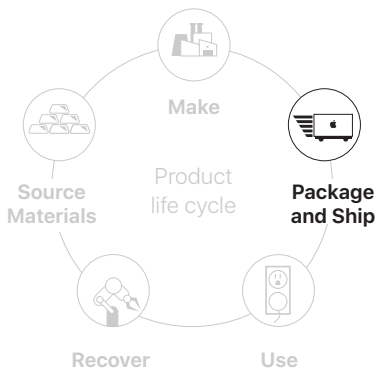 Make
Source
Materials
Product
life cycle
Package
and Ship
Recover
Use